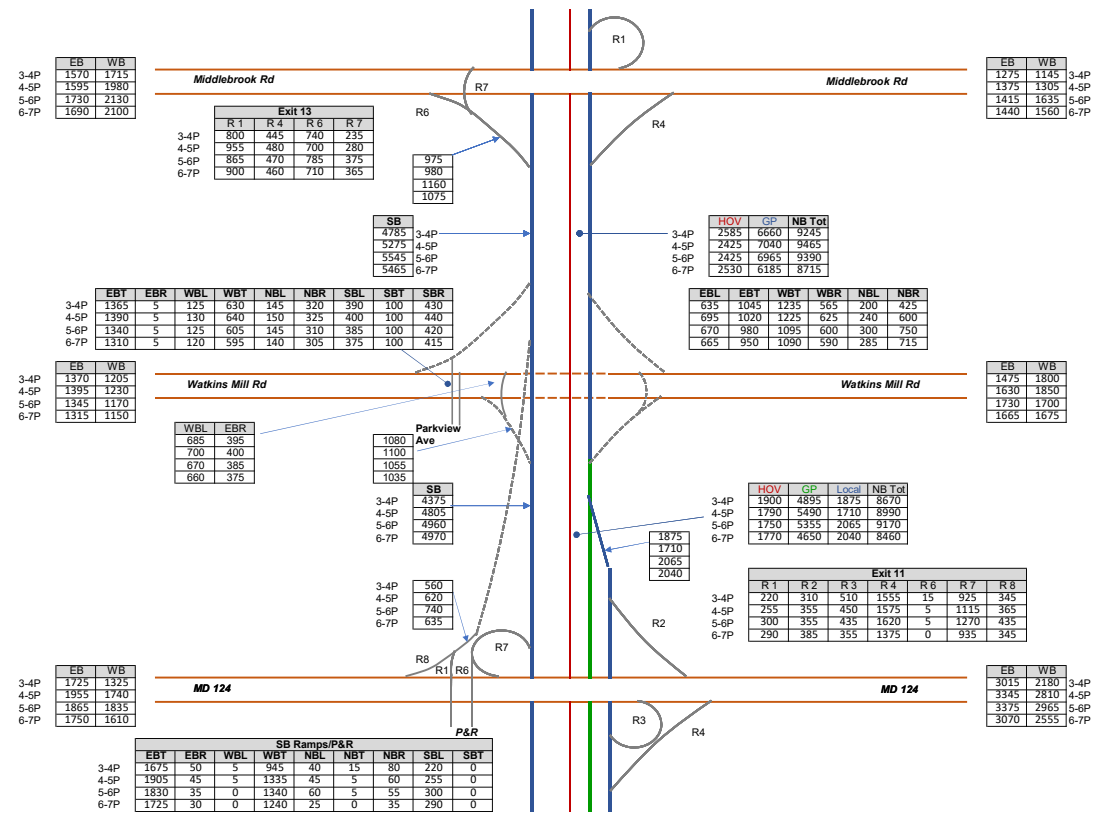 R1
EB WB
3-4P 1570 1715
4-5P 1595 1980
5-6P 1730 2130
6-7P 1690 2100
Middlebrook Rd
Middlebrook Rd
EB WB
1275 1145 3-4P
1375 1305 4-5P
1415 1635 5-6P
1440 1560 6-7P
R7
R6
R4
Exit 13
R 1 R 4 R 6 R 7
3-4P 800 445 740 235
4-5P 955 480 700 280
5-6P 865 470 785 375
6-7P 900 460 710 365
975
980
1160
1075
SB
4785 3-4P
5275 4-5P
5545 5-6P
5465 6-7P
HOV GP NB Tot
3-4P 2585 6660 9245
4-5P 2425 7040 9465
5-6P 2425 6965 9390
6-7P 2530 6185 8715
EBT EBR WBL WBT NBL NBR SBL SBT SBR
3-4P 1365 5 125 630 145 320 390 100 430
4-5P 1390 5 130 640 150 325 400 100 440
5-6P 1340 5 125 605 145 310 385 100 420
6-7P 1310 5 120 595 140 305 375 100 415
EBL EBT WBT WBR NBL NBR
635 1045 1235 565 200 425
695 1020 1225 625 240 600
670 980 1095 600 300 750
665 950 1090 590 285 715
EB WB
3-4P 1370 1205
4-5P 1395 1230
5-6P 1345 1170
6-7P 1315 1150
Watkins Mill Rd
Watkins Mill Rd
EB WB
1475 1800
1630 1850
1730 1700
1665 1675
WBL EBR
685 395
700 400
670 385
660 375
Parkview
Ave
1080
1100
1055
1035
SB
3-4P 4375
4-5P 4805
5-6P 4960
6-7P 4970
HOV GP Local NB Tot
3-4P 1900 4895 1875 8670
4-5P 1790 5490 1710 8990
5-6P 1750 5355 2065 9170
6-7P 1770 4650 2040 8460
1875
1710
2065
2040
Exit 11
R 1 R 2 R 3 R 4 R 6 R 7 R 8
3-4P 220 310 510 1555 15 925 345
4-5P 255 355 450 1575 5 1115 365
5-6P 300 355 435 1620 5 1270 435
6-7P 290 385 355 1375 0 935 345
3-4P 560
4-5P 620
5-6P 740
6-7P 635
R2
R7
R8
R1 R6
EB WB
3-4P 1725 1325
4-5P 1955 1740
5-6P 1865 1835
6-7P 1750 1610
MD 124
MD 124
EB WB
3015 2180 3-4P
3345 2810 4-5P
3375 2965 5-6P
3070 2555 6-7P
R3
R4
P&R
SB Ramps/P&R
EBT EBR WBL WBT NBL NBT NBR SBL SBT
3-4P 1675 50 5 945 40 15 80 220 0
4-5P 1905 45 5 1335 45 5 60 255 0
5-6P 1830 35 0 1340 60 5 55 300 0
6-7P 1725 30 0 1240 25 0 35 290 0